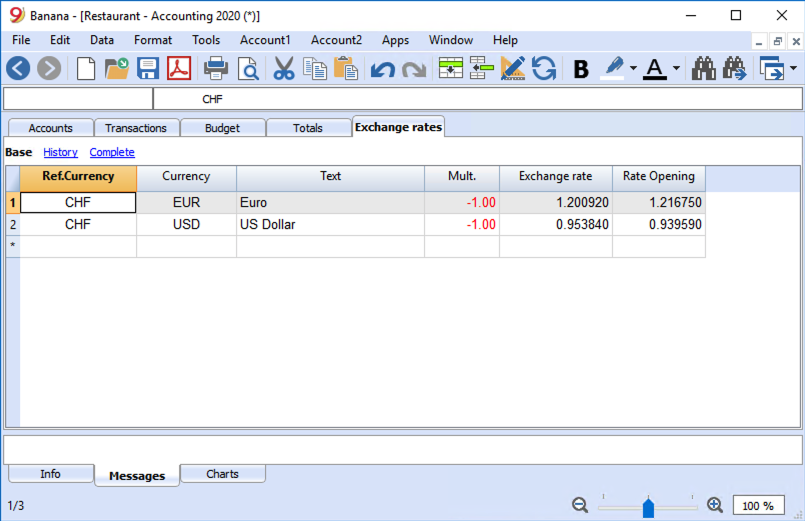 Banana - [Restaurant - Accounting 2020 (*)]
File Edit Data Format Tools Account1 Account2 Apps Window Help
B A
CHF
Accounts Transactions Budget Totals Exchange rates
Base History Complete
Ref.Currency Currency Text Mult. Exchange rate Rate Opening
1 CHF EUR Euro -1.00 1.200920 1.216750
2 CHF USD US Dollar -1.00 0.953840 0.939590
*
Info Messages Charts
1/3 100 %